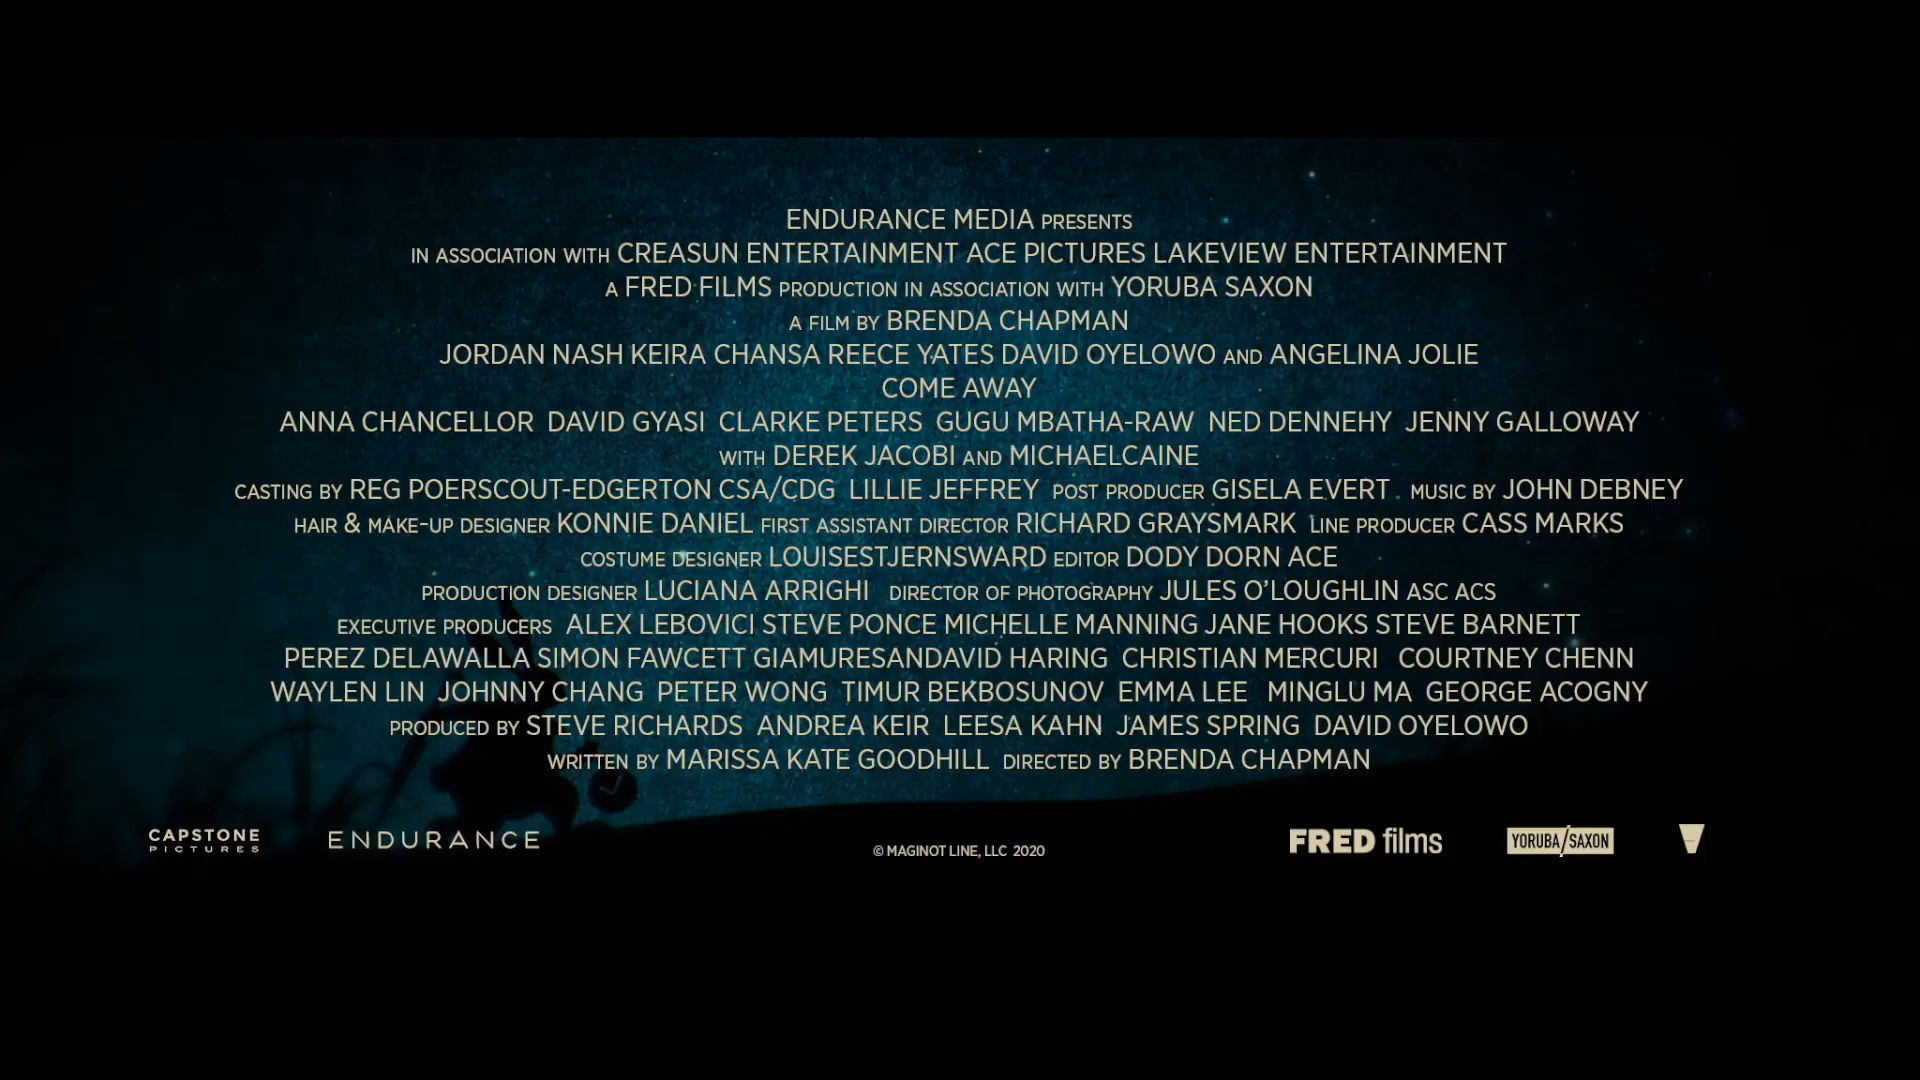 ENDURANCE MEDIA PRESENTS
IN ASSOCIATION WITH CREASUN ENTERTAINMENT ACE PICTURES LAKEVIEW ENTERTAINMENT
A FRED FILMS PRODUCTION IN ASSOCIATION WITH YORUBA SAXON
A FILM BY BRENDA CHAPMAN
JORDAN NASH KEIRA CHANSA REECE YATES DAVID OYELOWO AND ANGELINA JOLIE
COME AWAY
ANNA CHANCELLOR DAVID GYASI CLARKE PETERS GUGU MBATHA-RAW NED DENNEHY JENNY GALLOWAY
WITH DEREK JACOBI AND MICHAELCAINE
CASTING BY REG POERSCOUT-EDGERTON CSA/CDG LILLIE JEFFREY POST PRODUCER GISELA EVERT MUSIC BY JOHN DEBNEY
HAIR & MAKE-UP DESIGNER KONNIE DANIEL FIRST ASSISTANT DIRECTOR RICHARD GRAYSMARK LINE PRODUCER CASS MARKS
COSTUME DESIGNER LOUISESTJERNSWARD EDITOR DODY DORN ACE
PRODUCTION DESIGNER LUCIANA ARRIGHI DIRECTOR OF PHOTOGRAPHY JULES O'LOUGHLIN ASC ACS
EXECUTIVE PRODUCERS ALEX LEBOVICI STEVE PONCE MICHELLE MANNING JANE HOOKS STEVE BARNETT
PEREZ DELAWALLA SIMON FAWCETT GIAMURESANDAVID HARING CHRISTIAN MERCURI COURTNEY CHENN
WAYLEN LIN JOHNNY CHANG PETER WONG TIMUR BEKBOSUNOV EMMA LEE MINGLU MA GEORGE ACOGNY
PRODUCED BY STEVE RICHARDS ANDREA KEIR LEESA KAHN JAMES SPRING DAVID OYELOWO
WRITTEN BY MARISSA KATE GOODHILL DIRECTED BY BRENDA CHAPMAN
CAPSTONE
PICTURES
ENDURANCE
© MAGINOT LINE, LLC 2020
FRED films
YORUBA/SAXON